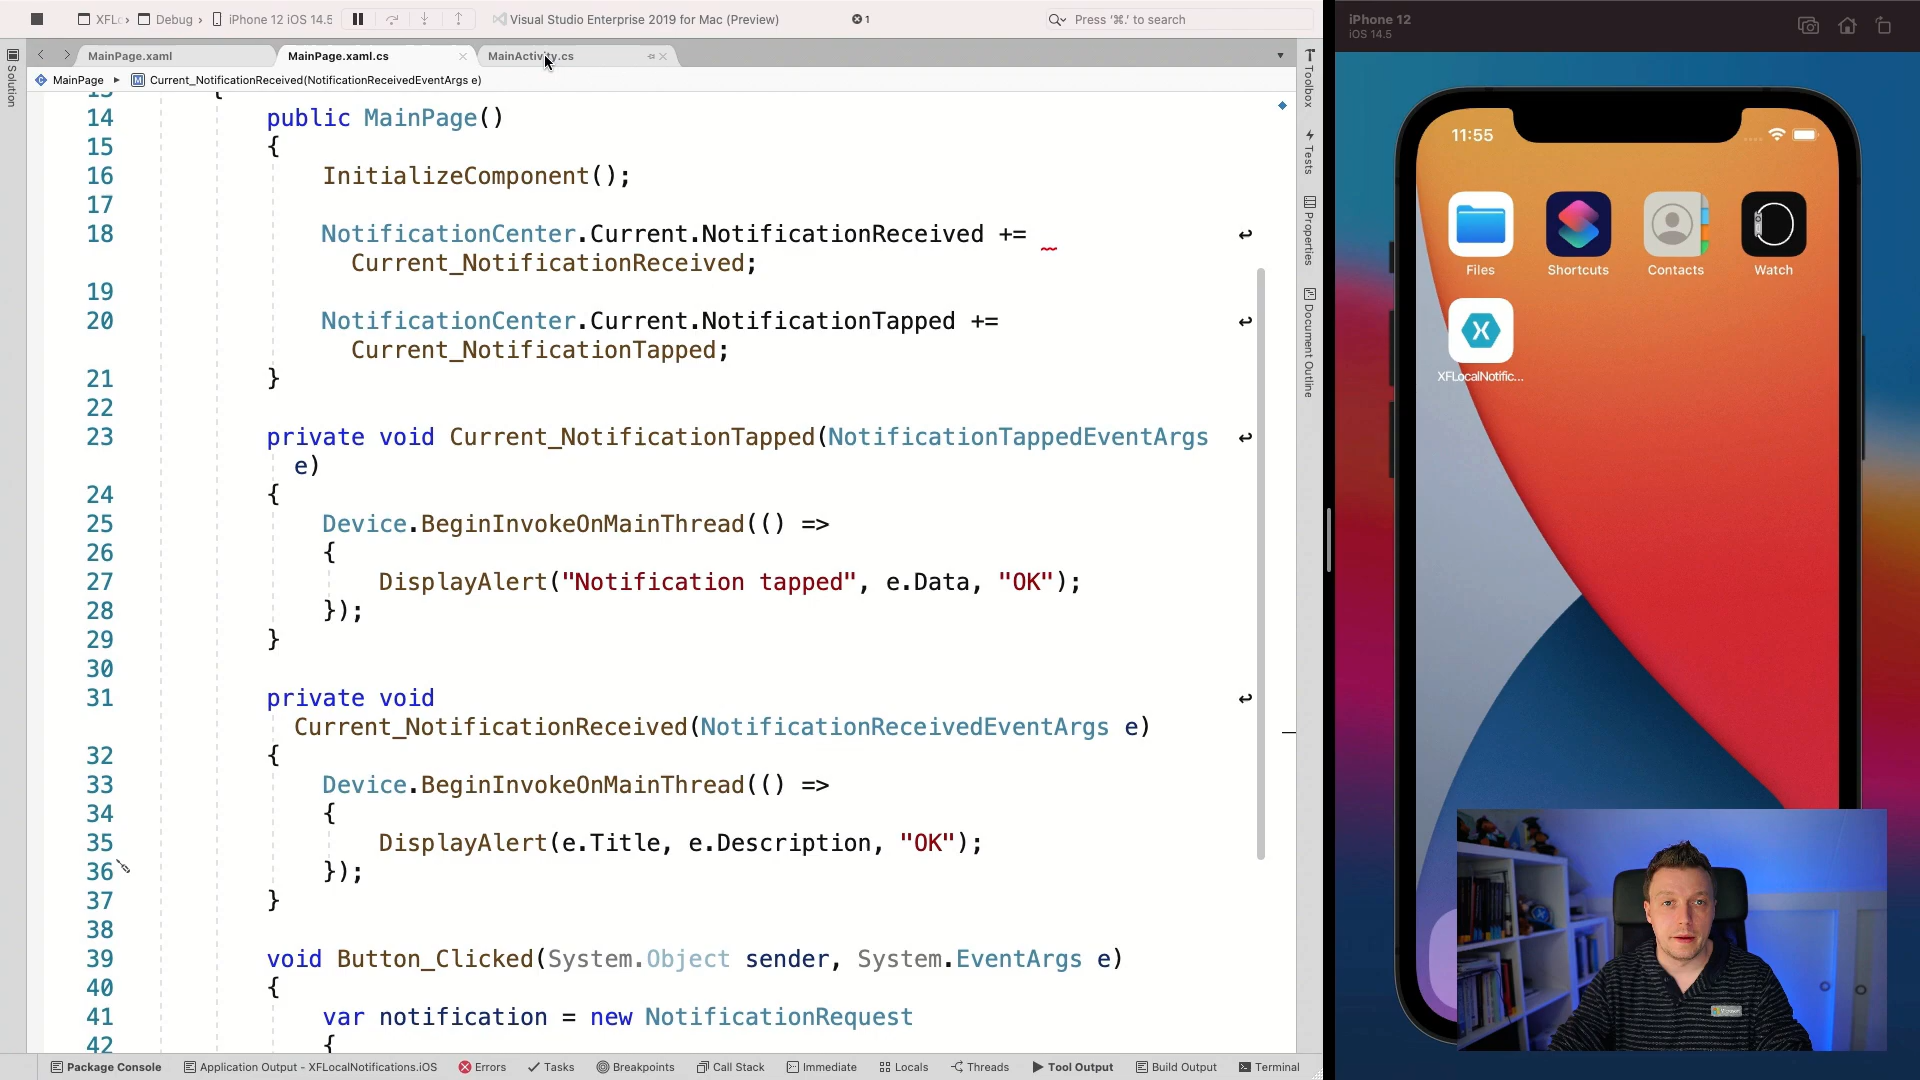 XFLc
Debug
iPhone 12 iOS 14.5
Visual Studio Enterprise 2019 for Mac (Preview)
1
Press '⌘.' to search
MainPage.xaml
MainPage.xaml.cs
MainActivity.cs
MainPage
Current_NotificationReceived(NotificationReceivedEventArgs e)
Solution
13 {
14 public MainPage()
15 {
16 InitializeComponent();
17
18 NotificationCenter.Current.NotificationReceived +=
Current_NotificationReceived;
19
20 NotificationCenter.Current.NotificationTapped +=
Current_NotificationTapped;
21 }
22
23 private void Current_NotificationTapped(NotificationTappedEventArgs
e)
24 {
25 Device.BeginInvokeOnMainThread(() =>
26 {
27 DisplayAlert("Notification tapped", e.Data, "OK");
28 });
29 }
30
31 private void
Current_NotificationReceived(NotificationReceivedEventArgs e)
32 {
33 Device.BeginInvokeOnMainThread(() =>
34 {
35 DisplayAlert(e.Title, e.Description, "OK");
36 });
37 }
38
39 void Button_Clicked(System.Object sender, System.EventArgs e)
40 {
41 var notification = new NotificationRequest
42 {
Toolbox
Tests
Properties
Document Outline
Package Console
Application Output - XFLocalNotifications.iOS
Errors
Tasks
Breakpoints
Call Stack
Immediate
Locals
Threads
Tool Output
Build Output
Terminal
iPhone 12
iOS 14.5
11:55
Files
Shortcuts
Contacts
Watch
XFLocalNotific...